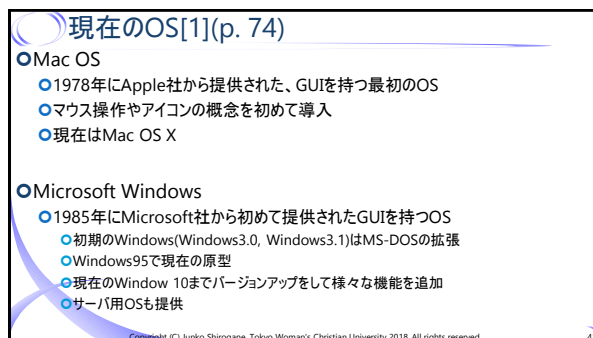 現在のOS[1](p. 74)
Mac OS
1978年にApple社から提供された、GUIを持つ最初のOS
マウス操作やアイコンの概念を初めて導入
現在はMac OS X
Microsoft Windows
1985年にMicrosoft社から初めて提供されたGUIを持つOS
初期のWindows(Windows3.0, Windows3.1)はMS-DOSの拡張
Windows95で現在の原型
現在のWindow 10までバージョンアップをして様々な機能を追加
サーバ用OSも提供
Copyright (C) Junko Shirogane, Tokyo Woman's Christian University 2018, All rights reserved.